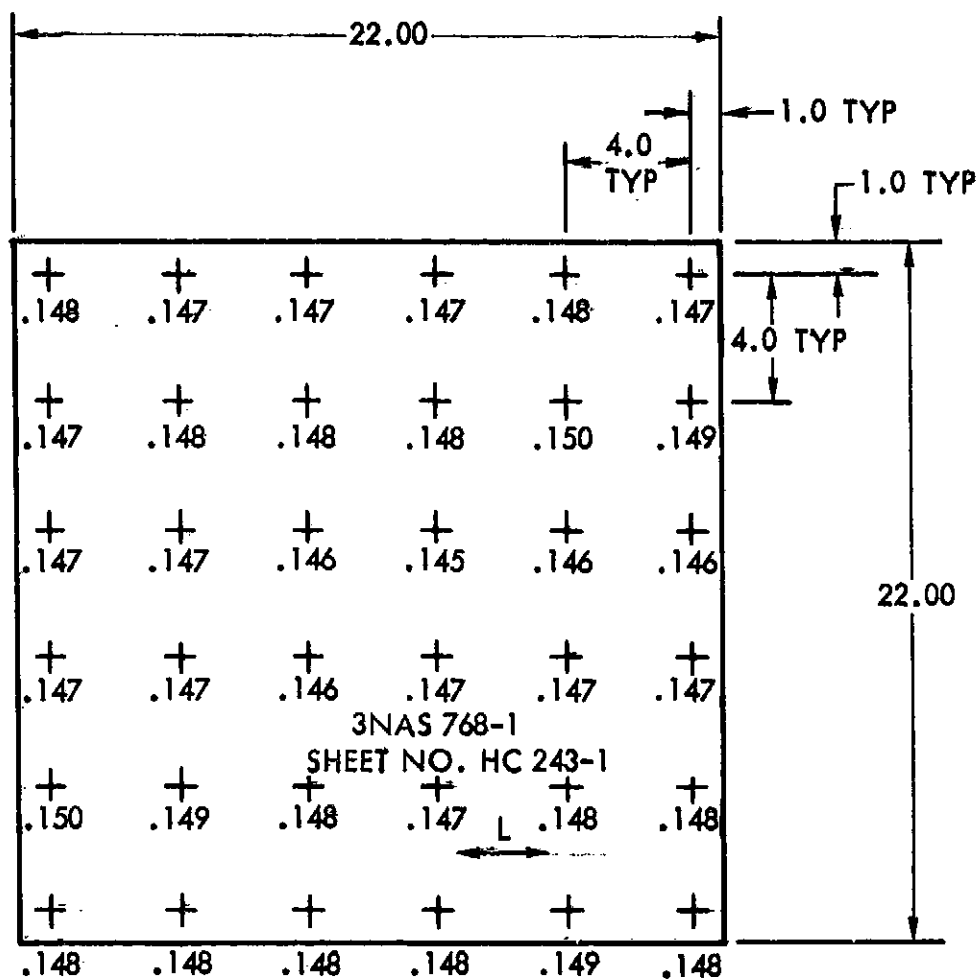 22.00
1.0 TYP
4.0
TYP
1.0 TYP
.148 .147 .147 .147 .148 .147
4.0 TYP
.147 .148 .148 .148 .150 .149
.147 .147 .146 .145 .146 .146
22.00
.147 .147 .146 .147 .147 .147
3NAS 768-1
SHEET NO. HC 243-1
.150 .149 .148 .147 .148 .148
L
.148 .148 .148 .148 .149 .148